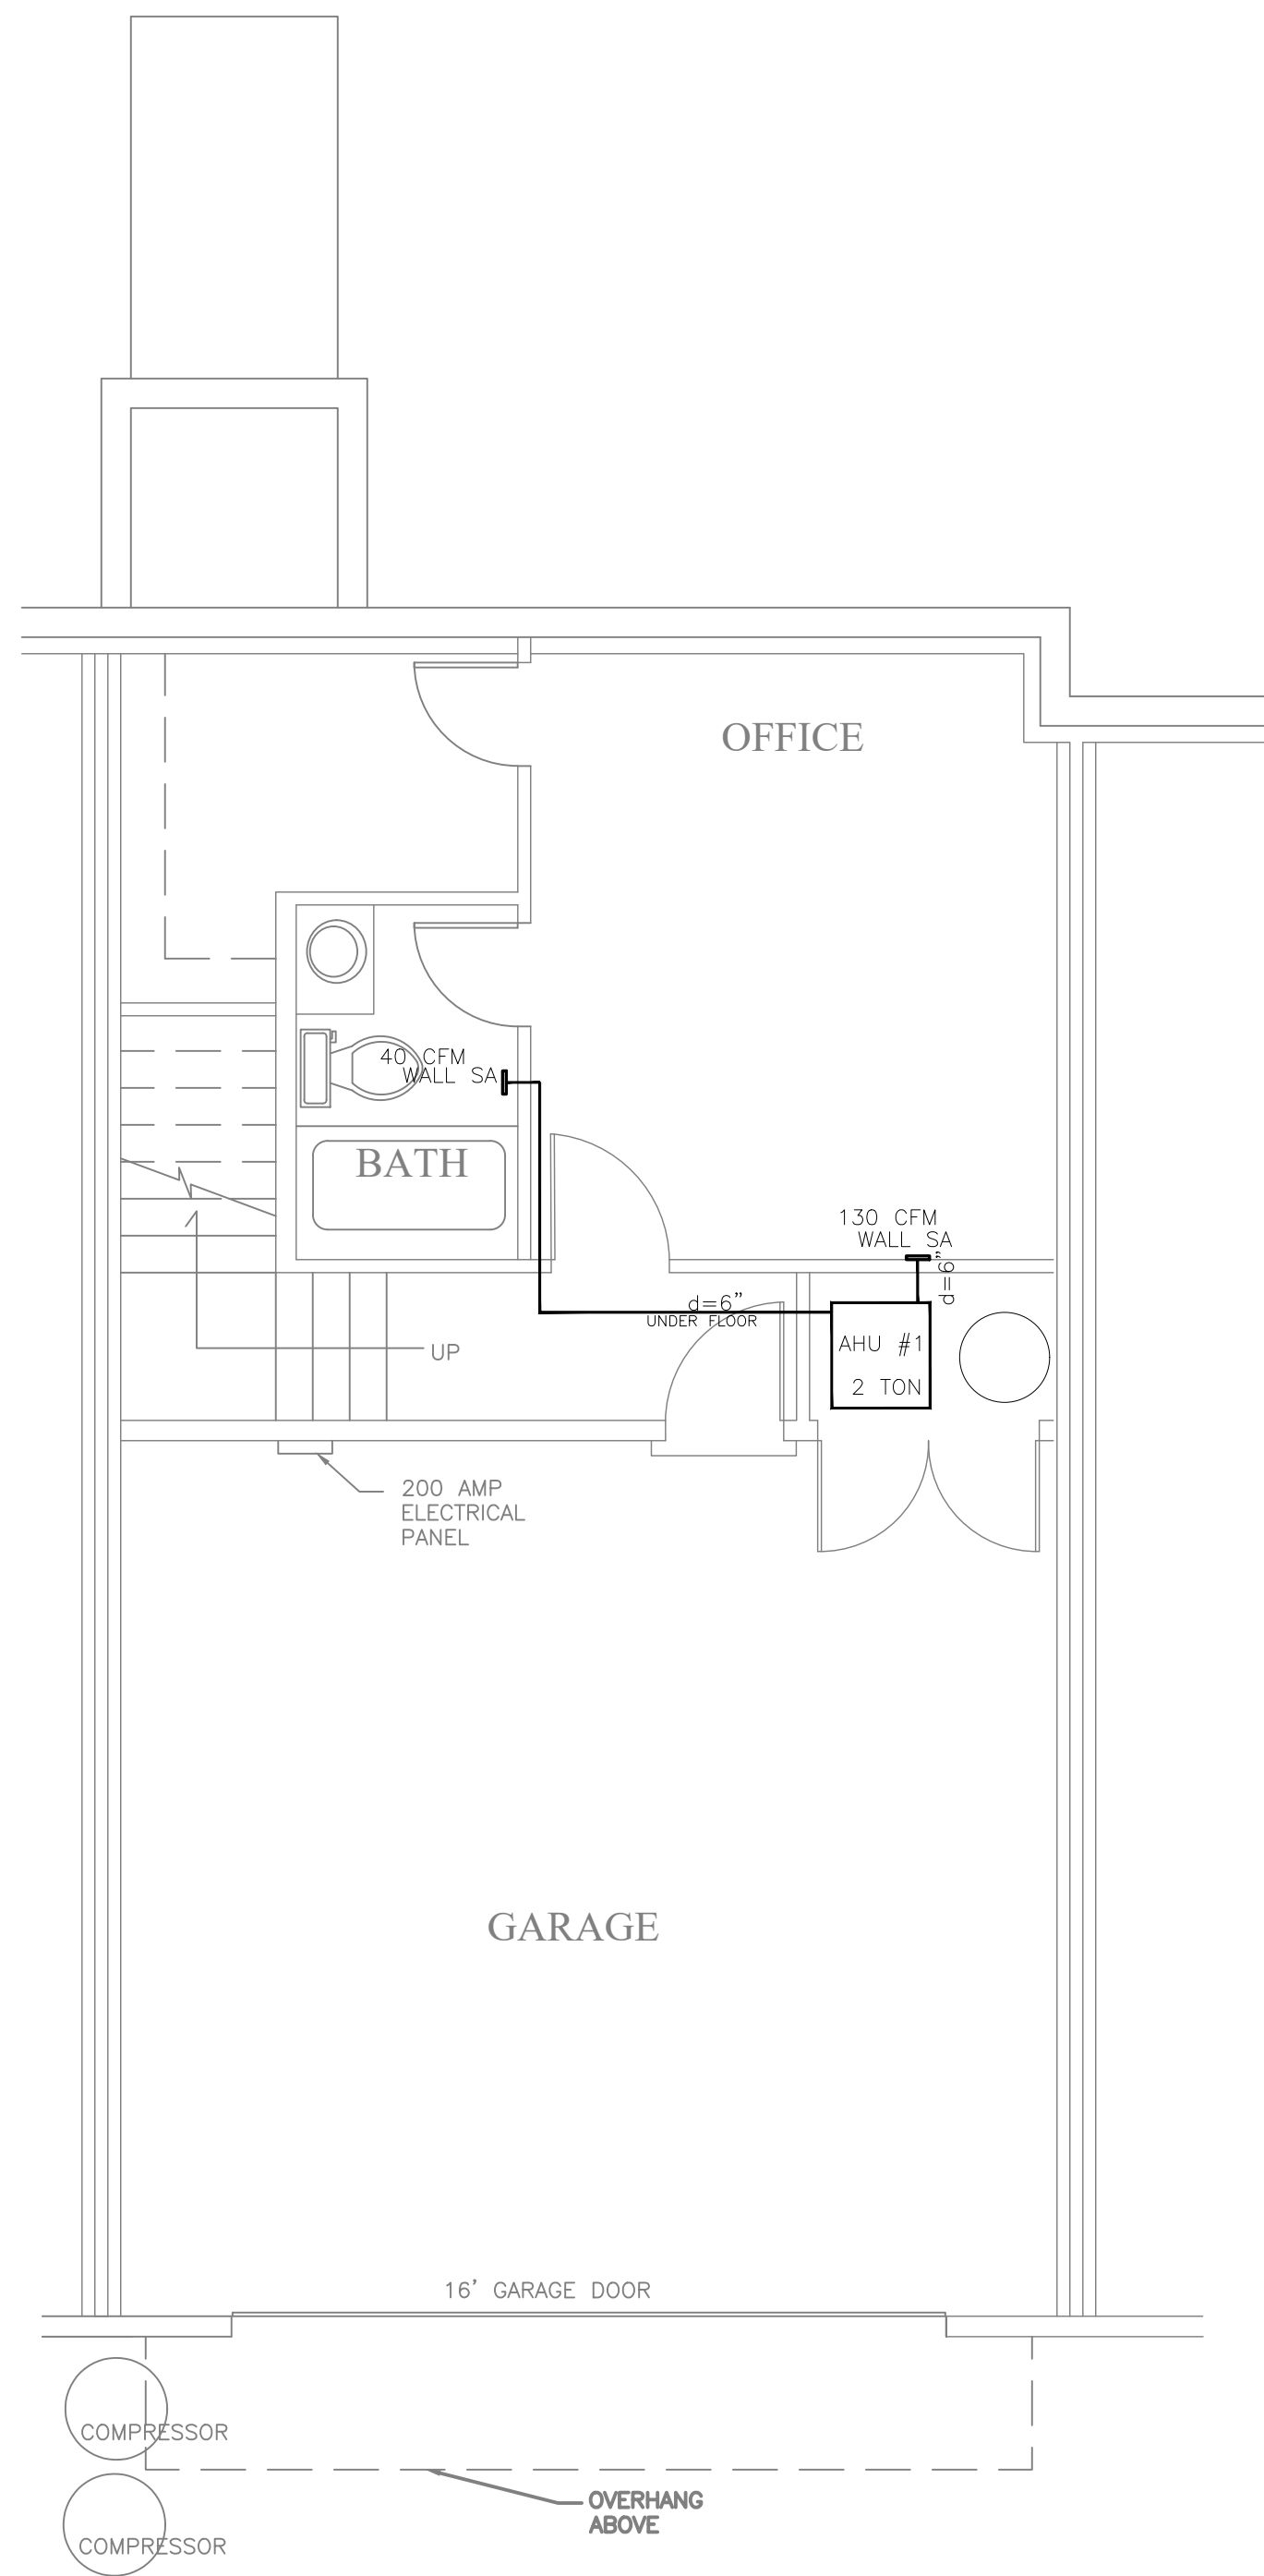 OFFICE
40 CFM
WALL SA
BATH
130 CFM
WALL SA
d=6"
d=6"
UNDER FLOOR
AHU #1
2 TON
UP
200 AMP
ELECTRICAL
PANEL
GARAGE
16' GARAGE DOOR
COMPRESSOR
OVERHANG
ABOVE
COMPRESSOR